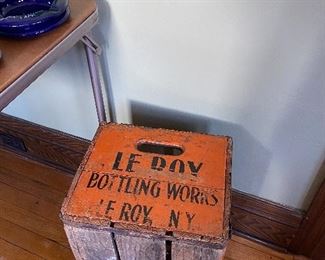 LE ROY
BOTTLING WORKS
LE ROY, N.Y.